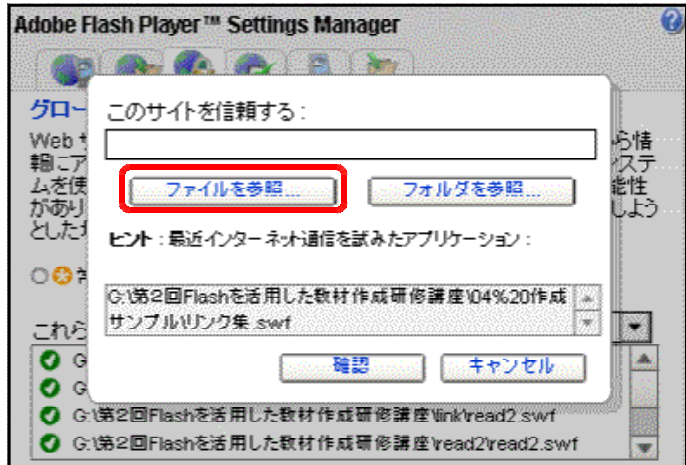 Adobe Flash Player™ Settings Manager
?
グロー
このサイトを信頼する:
Web
ら情
報にア
ステ
ムを使
能性
があり
しよう
とした
ファイルを参照...
フォルダを参照...
ヒント:最近インターネット通信を試みたアプリケーション:
G:\第2回Flashを活用した教材作成研修講座\04%20作成
サンプル\リンク集.swf
これら
確認
キャンセル
G
G
G:\第2回Flashを活用した教材作成研修講座\link\read2.swf
G:\第2回Flashを活用した教材作成研修講座\read2\read2.swf